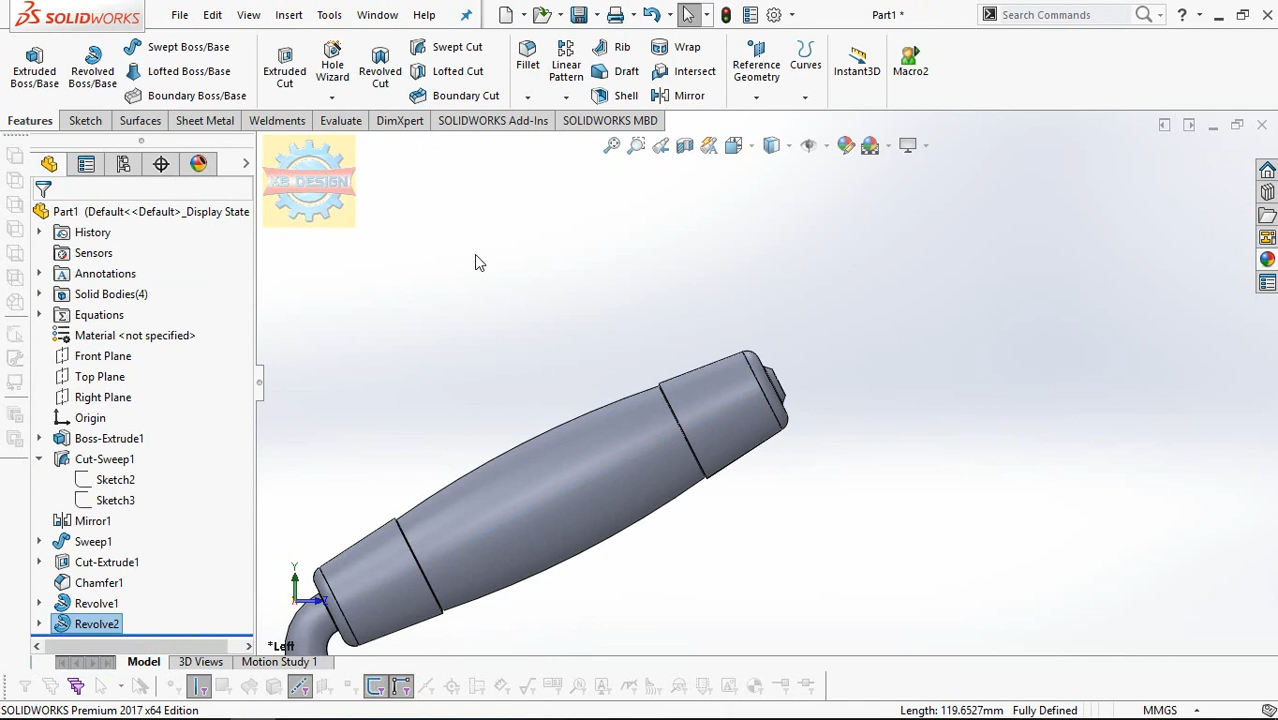 SOLIDWORKS
File
Edit
View
Insert
Tools
Window
Help
Part1 *
Search Commands
Extruded Boss/Base
Revolved Boss/Base
Swept Boss/Base
Lofted Boss/Base
Boundary Boss/Base
Extruded Cut
Hole Wizard
Revolved Cut
Swept Cut
Lofted Cut
Boundary Cut
Fillet
Linear Pattern
Rib
Draft
Shell
Wrap
Intersect
Mirror
Reference Geometry
Curves
Instant3D
Macro2
Features
Sketch
Surfaces
Sheet Metal
Weldments
Evaluate
DimXpert
SOLIDWORKS Add-Ins
SOLIDWORKS MBD
KB DESIGN
Part1 (Default<<Default>_Display State
History
Sensors
Annotations
Solid Bodies(4)
Equations
Material <not specified>
Front Plane
Top Plane
Right Plane
Origin
Boss-Extrude1
Cut-Sweep1
Sketch2
Sketch3
Mirror1
Sweep1
Cut-Extrude1
Chamfer1
Revolve1
Revolve2
Y
Z
*Left
Model
3D Views
Motion Study 1
SOLIDWORKS Premium 2017 x64 Edition
Length: 119.6527mm
Fully Defined
MMGS